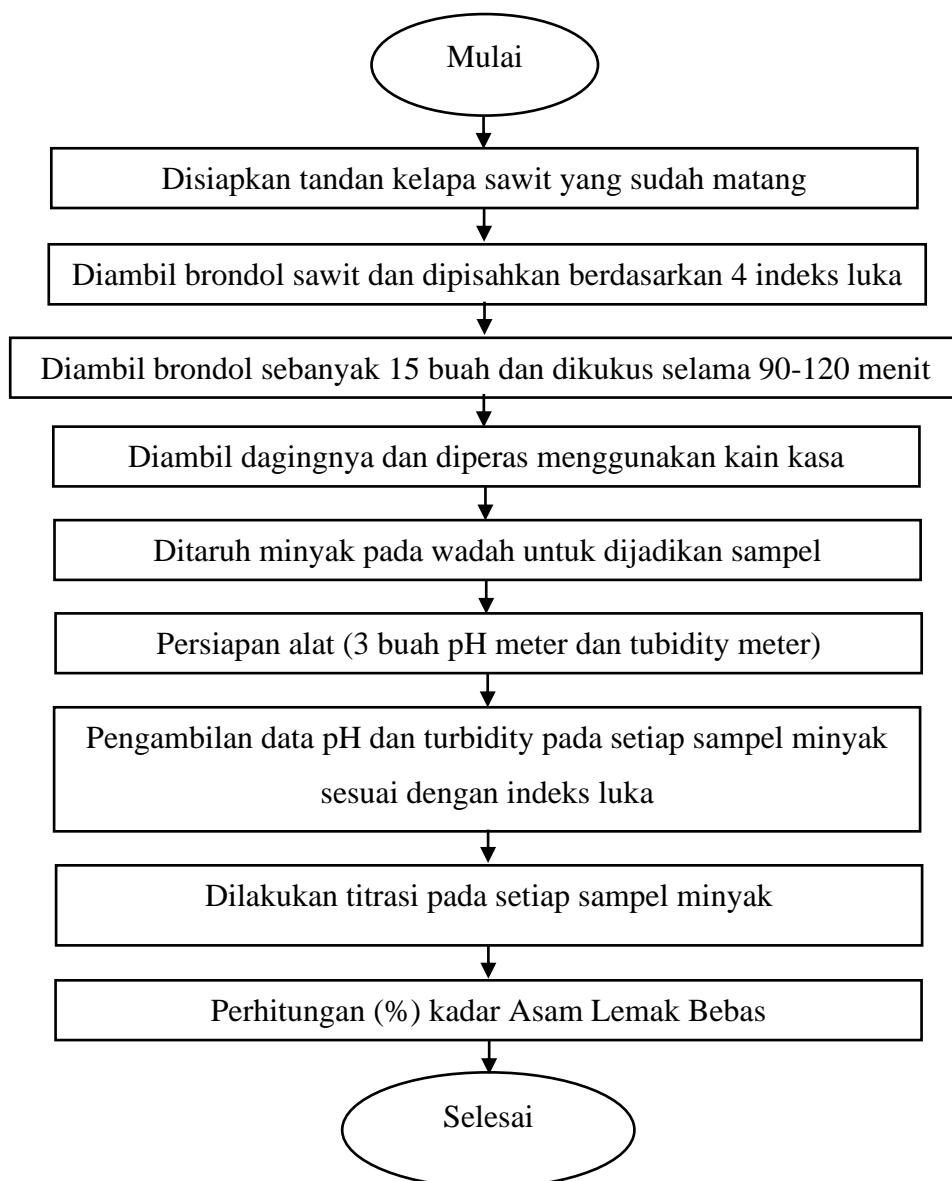 Mulai
Disiapkan tandan kelapa sawit yang sudah matang
Diambil brondol sawit dan dipisahkan berdasarkan 4 indeks luka
Diambil brondol sebanyak 15 buah dan dikukus selama 90-120 menit
Diambil dagingnya dan diperas menggunakan kain kasa
Ditaruh minyak pada wadah untuk dijadikan sampel
Persiapan alat (3 buah pH meter dan tubidity meter)
Pengambilan data pH dan turbidity pada setiap sampel minyak
sesuai dengan indeks luka
Dilakukan titrasi pada setiap sampel minyak
Perhitungan (%) kadar Asam Lemak Bebas
Selesai